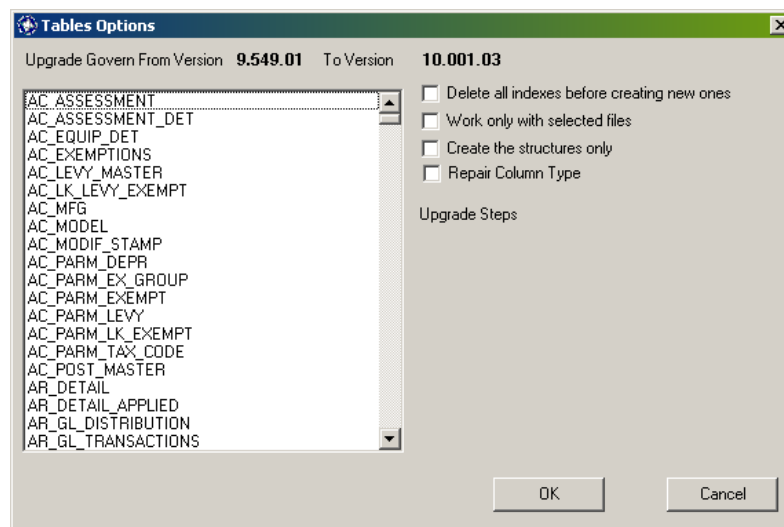 Tables Options
Upgrade Govern From Version 9.549.01 To Version 10.001.03
AC_ASSESSMENT
AC_ASSESSMENT_DET
AC_EQUIP_DET
AC_EXEMPTIONS
AC_LEVY_MASTER
AC_LK_LEVY_EXEMPT
AC_MFG
AC_MODEL
AC_MODIF_STAMP
AC_PARM_DEPR
AC_PARM_EX_GROUP
AC_PARM_EXEMPT
AC_PARM_LEVY
AC_PARM_LK_EXEMPT
AC_PARM_TAX_CODE
AC_POST_MASTER
AR_DETAIL
AR_DETAIL_APPLIED
AR_GL_DISTRIBUTION
AR_GL_TRANSACTIONS
Delete all indexes before creating new ones
Work only with selected files
Create the structures only
Repair Column Type
Upgrade Steps
OK
Cancel